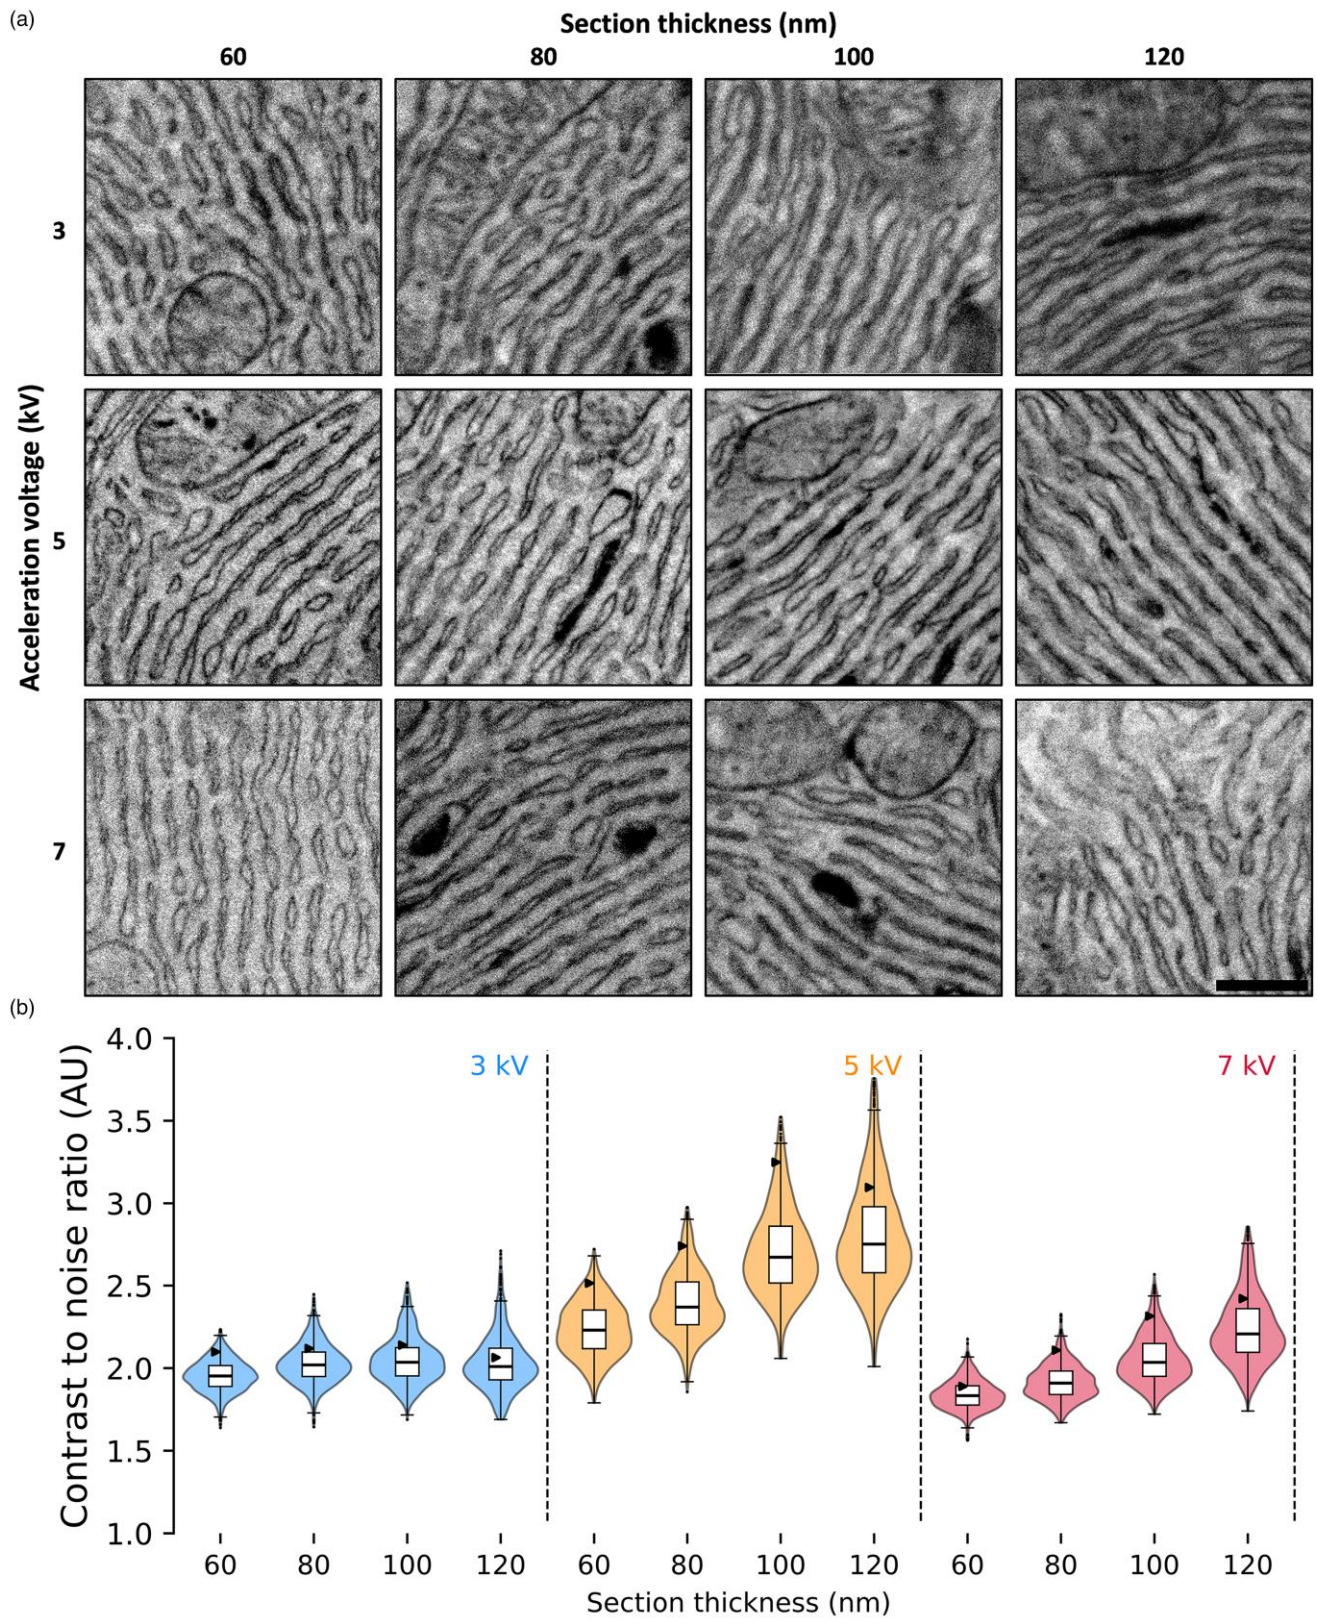 (a)
Section thickness (nm)
60 80 100 120
Acceleration voltage (kV)
3
5
7
(b)
Contrast to noise ratio (AU)
4.0
3.5
3.0
2.5
2.0
1.5
1.0
3 kV 5 kV 7 kV
60 80 100 120 60 80 100 120 60 80 100 120
Section thickness (nm)